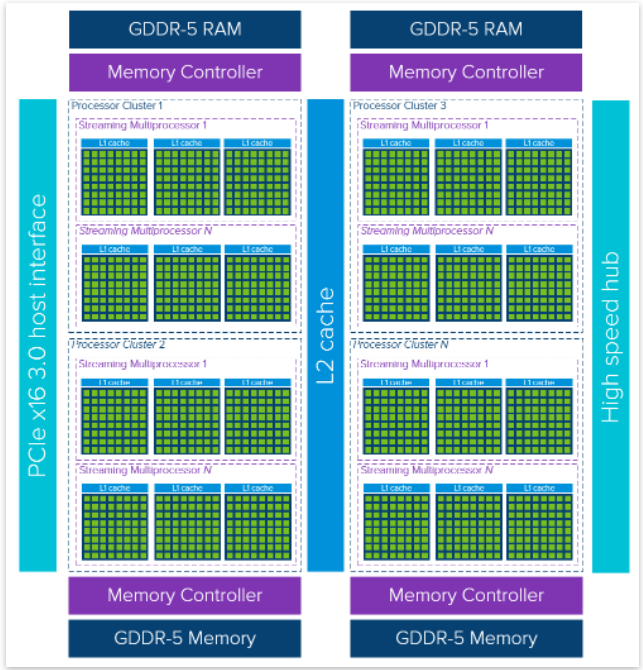 GDDR-5 RAM
GDDR-5 RAM
Memory Controller
Memory Controller
PCIe x16 3.0 host interface
Processor Cluster 1
Streaming Multiprocessor 1
L1 cache
L1 cache
L1 cache
Streaming Multiprocessor N
L1 cache
L1 cache
L1 cache
Processor Cluster 2
Streaming Multiprocessor 1
L1 cache
L1 cache
L1 cache
Streaming Multiprocessor N
L1 cache
L1 cache
L1 cache
L2 cache
Processor Cluster 3
Streaming Multiprocessor 1
L1 cache
L1 cache
L1 cache
Streaming Multiprocessor N
L1 cache
L1 cache
L1 cache
Processor Cluster N
Streaming Multiprocessor 1
L1 cache
L1 cache
L1 cache
Streaming Multiprocessor N
L1 cache
L1 cache
L1 cache
High speed hub
Memory Controller
Memory Controller
GDDR-5 Memory
GDDR-5 Memory